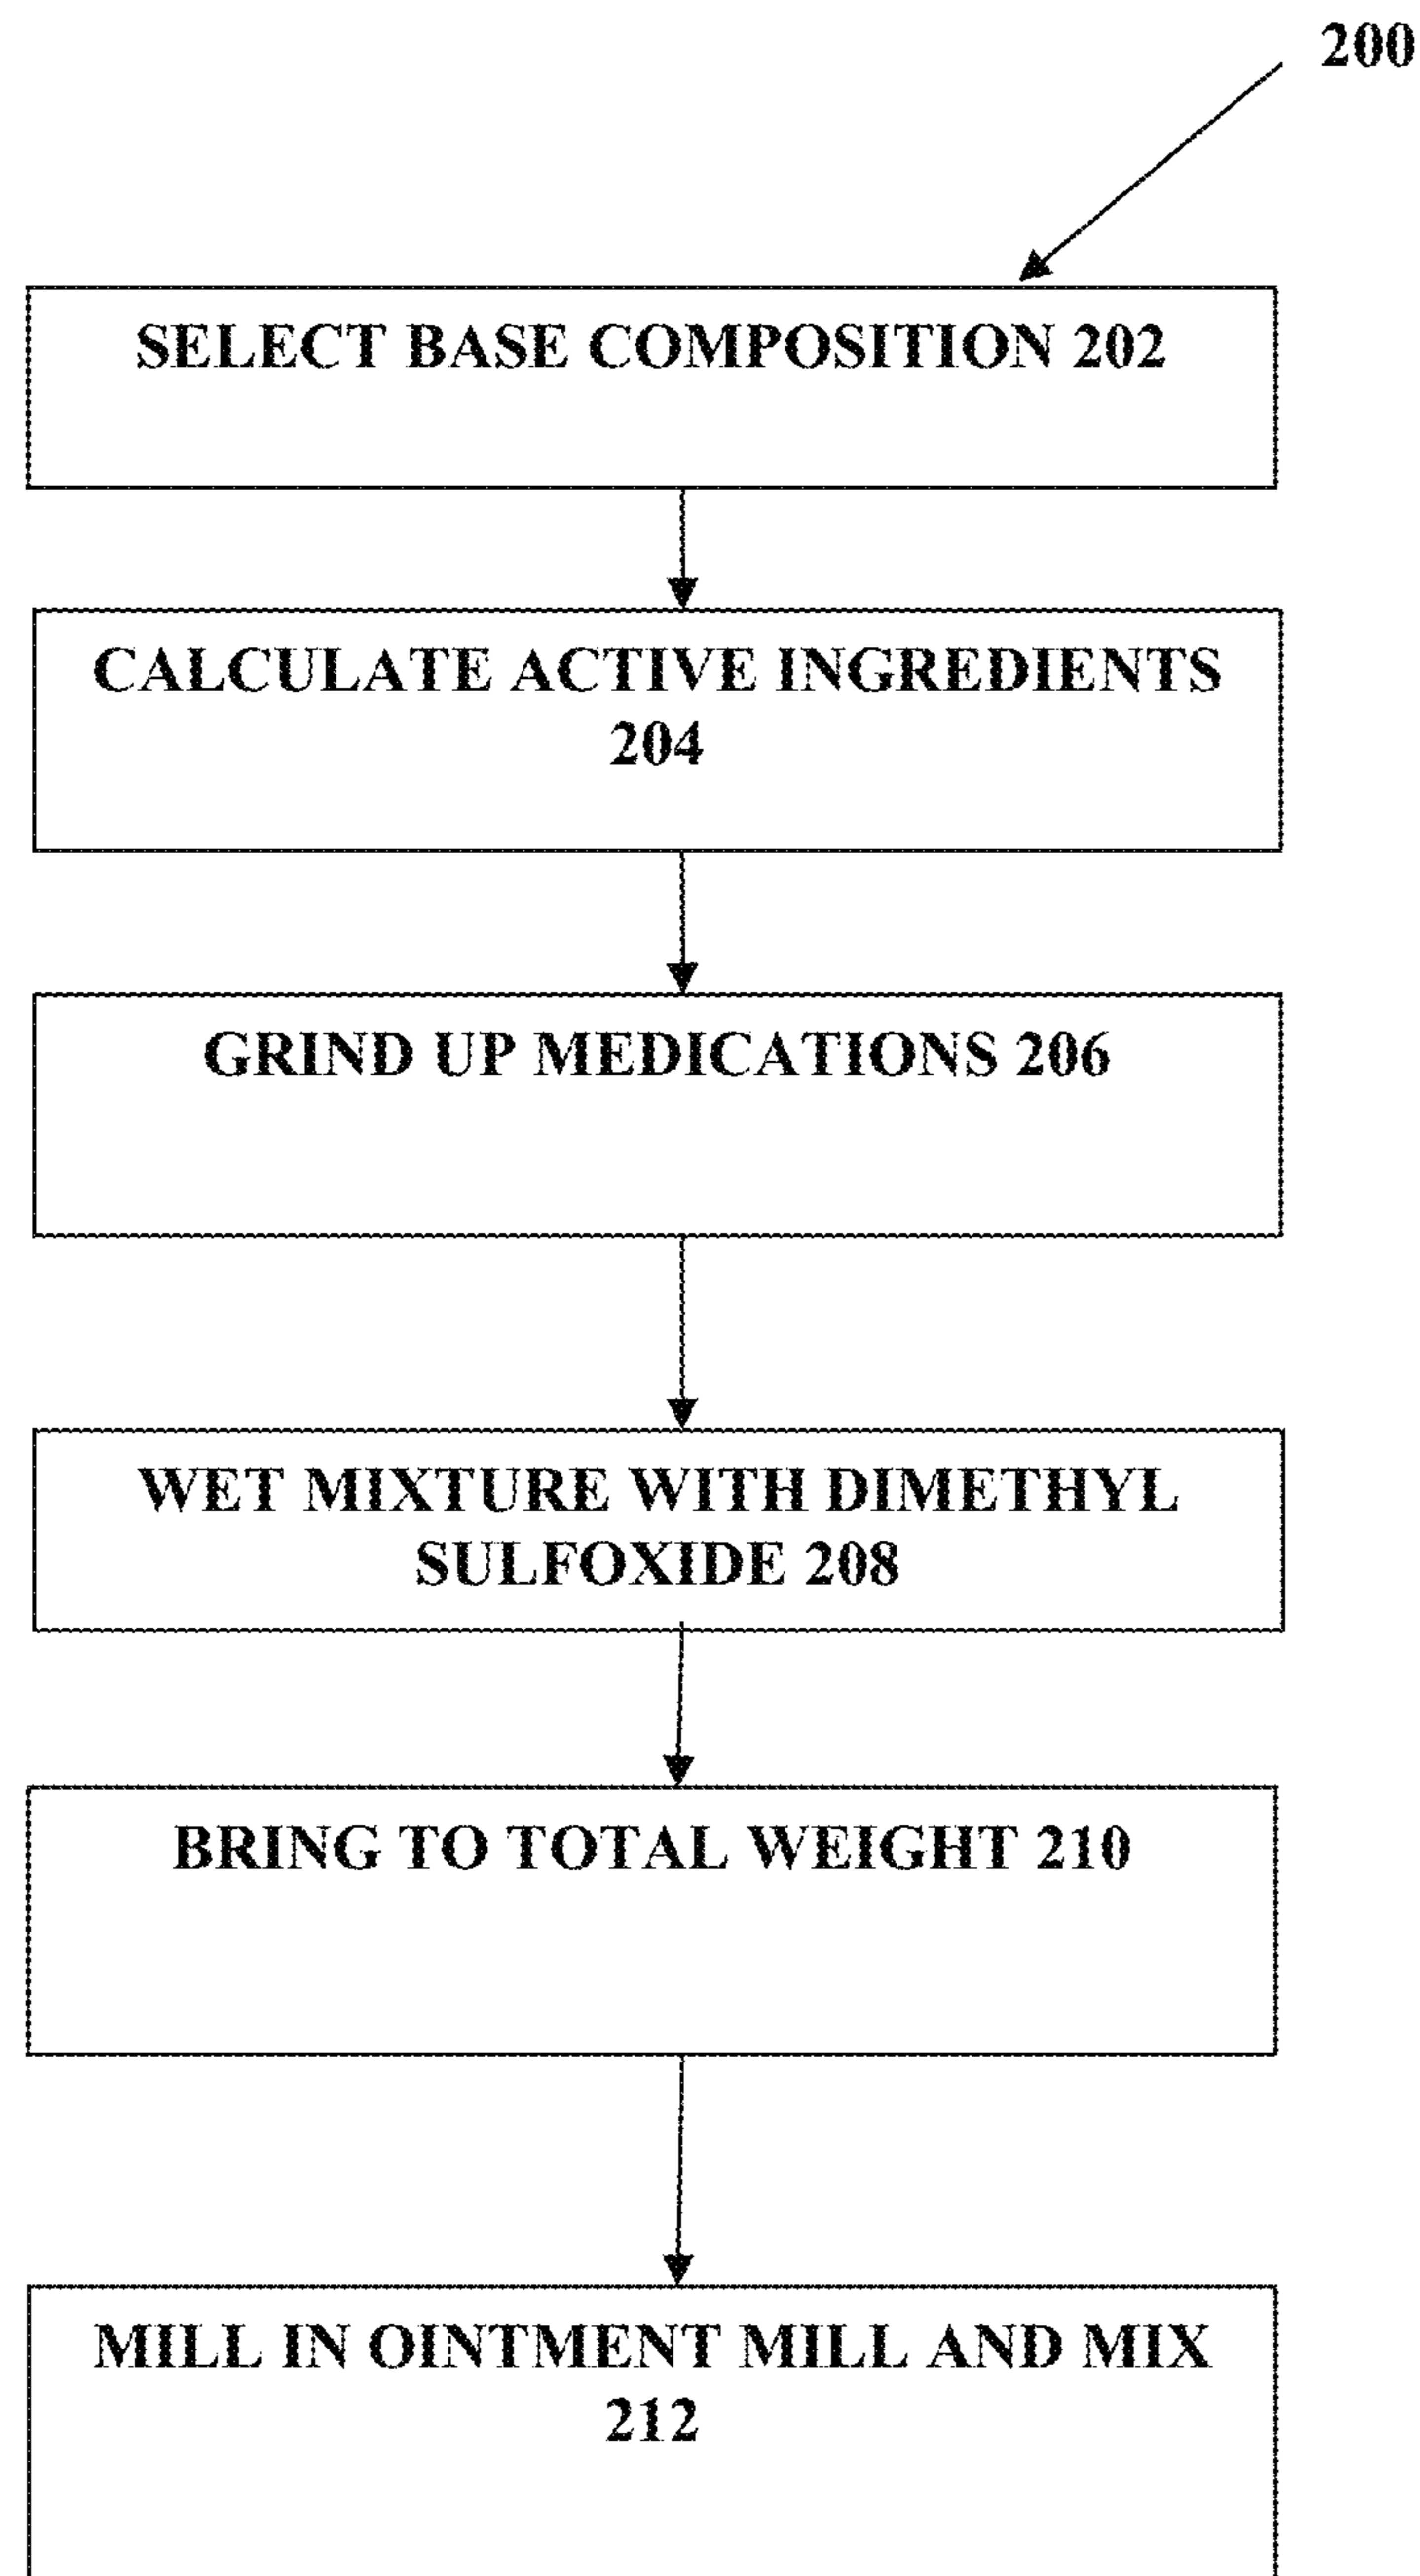 200
SELECT BASE COMPOSITION 202
CALCULATE ACTIVE INGREDIENTS
204
GRIND UP MEDICATIONS 206
WET MIXTURE WITH DIMETHYL
SULFOXIDE 208
BRING TO TOTAL WEIGHT 210
MILL IN OINTMENT MILL AND MIX
212